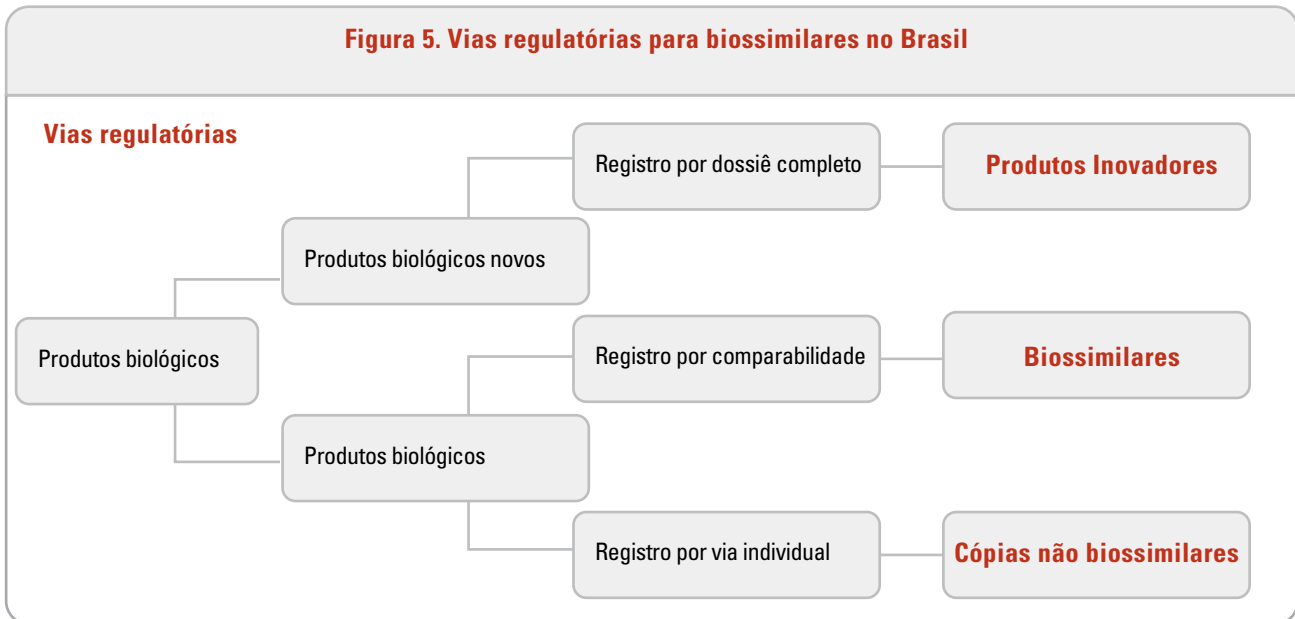 Figura 5. Vias regulatórias para biossimilares no Brasil
Vias regulatórias
Produtos biológicos
Produtos biológicos novos
Registro por dossiê completo
Produtos Inovadores
Produtos biológicos
Registro por comparabilidade
Biossimilares
Registro por via individual
Cópias não biossimilares